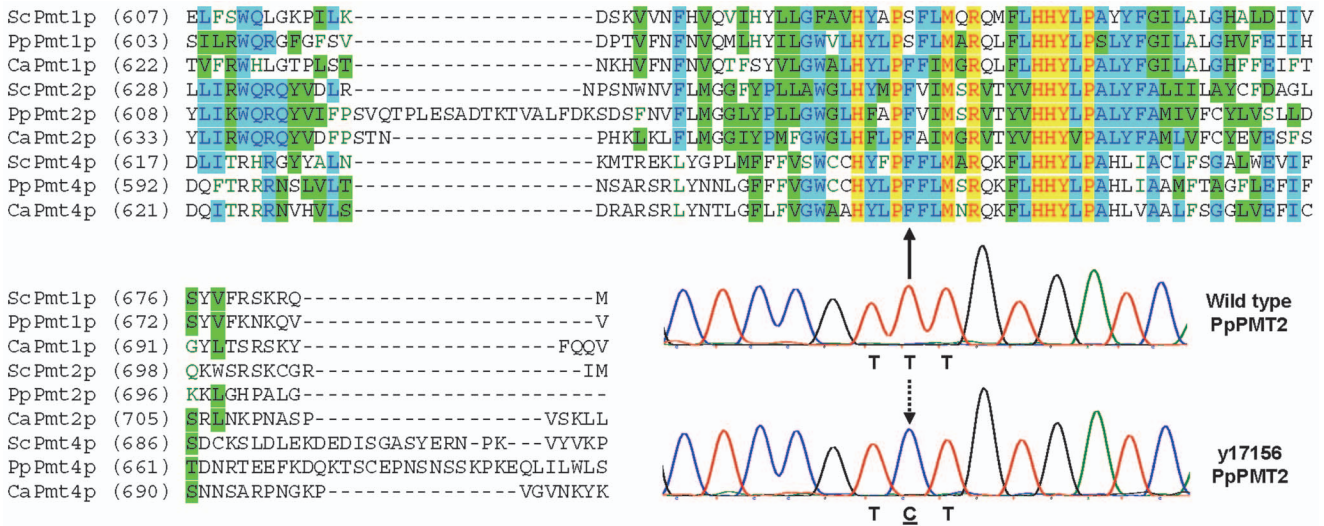 ScPmt1p (607) ELFSWQLGKPILK-------------------DSKVVNFHVQVIHYLLGFAVHYAPSFLMQRQMFLHHYLPAYYFGILALGHALDIIV
PpPmt1p (603) SILRWQRGFGFSV-------------------DPTVFNFNVQMLHYILGWVLHYLPSFLMARQLFLHHYLPSLYFGILALGHVFEIIH
CaPmt1p (622) TVFRWHLGTPLST-------------------NKHVFNFNVQTFSYVLGWALHYLPFFIMGRQLFLHHYLPALYFGILALGHFFEIFT
ScPmt2p (628) LLIRWQRQYVDLR------------------NPSNWNVFLMGGFYPLLAWGLHYMPFVIMSRVTYVHHYLPALYFALIILAYCFDAGL
PpPmt2p (608) YLIKWQRQYVIFPSVQTPLESADTKTVALFDKSDSFNVFLMGGLYPLLGWGLHFAPFVIMSRVTYVHHYLPALYFAMIVFCYLVSLLD
CaPmt2p (633) YLIRWQRQYVDFPSTN----------------PHKLKLFLMGGIYPMFGWGLHFLPFAIMGRVTYVHHYVPALYFAMLVFCYEVESFS
ScPmt4p (617) DLITRHRGYYALN-------------------KMTREKLYGPLMFFFVSWCCHYFPFFLMARQKFLHHYLPAHLIACLFSGALWEVIF
PpPmt4p (592) DQFTRRRNSLVLT-------------------NSARSRLYNNLGFFFVGWCCHYLPFFLMSRQKFLHHYLPAHLIAAMFTAGFLEFIF
CaPmt4p (621) DQITRRRNVHVLS-------------------DRARSRLYNTLGFLFVGWAAHYLPFFLMNRQKFLHHYLPAHLVAALFSGGLVEFIC
ScPmt1p (676) SYVFRSKRQ-----------------------M
PpPmt1p (672) SYVFKNKQV-----------------------V
CaPmt1p (691) GYLTSRSKY--------------------FQQV
ScPmt2p (698) QKWSRSKCGR---------------------IM
PpPmt2p (696) KKLGHPALG------------------------
CaPmt2p (705) SRLNKPNASP------------------VSKLL
ScPmt4p (686) SDCKSLDLEKDEDISGASYERN-PK---VYVKP
PpPmt4p (661) TDNRTEEFKDQKTSCEPNSNSSKPKEQLILWLS
CaPmt4p (690) SNNSARPNGKP---------------VGVNKYK
Wild type
PpPMT2
T T T
y17156
PpPMT2
T C T